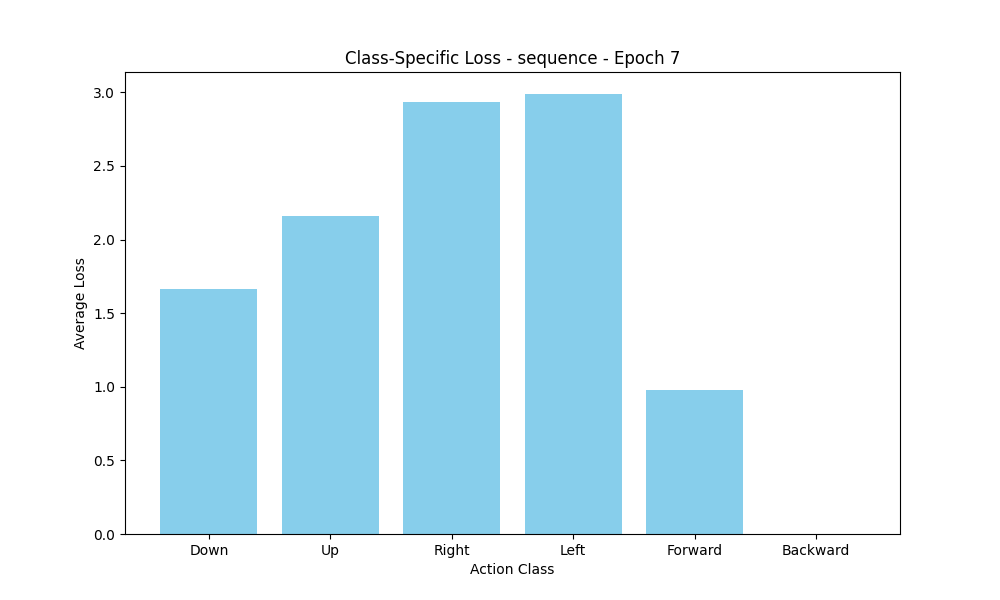 Class-Specific Loss - sequence - Epoch 7
3.0
2.5
2.0
1.5
1.0
0.5
0.0
Average Loss
Down Up Right Left Forward Backward
Action Class